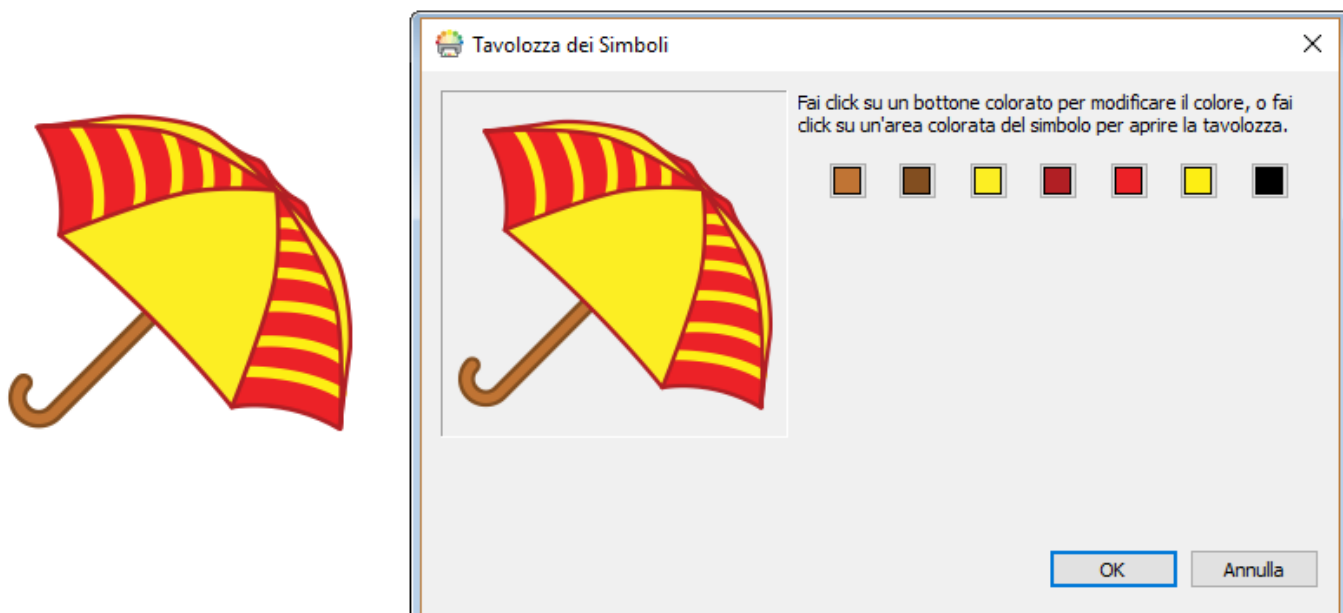 Tavolozza dei Simboli
Fai click su un bottone colorato per modificare il colore, o fai
click su un'area colorata del simbolo per aprire la tavolozza.
OK
Annulla